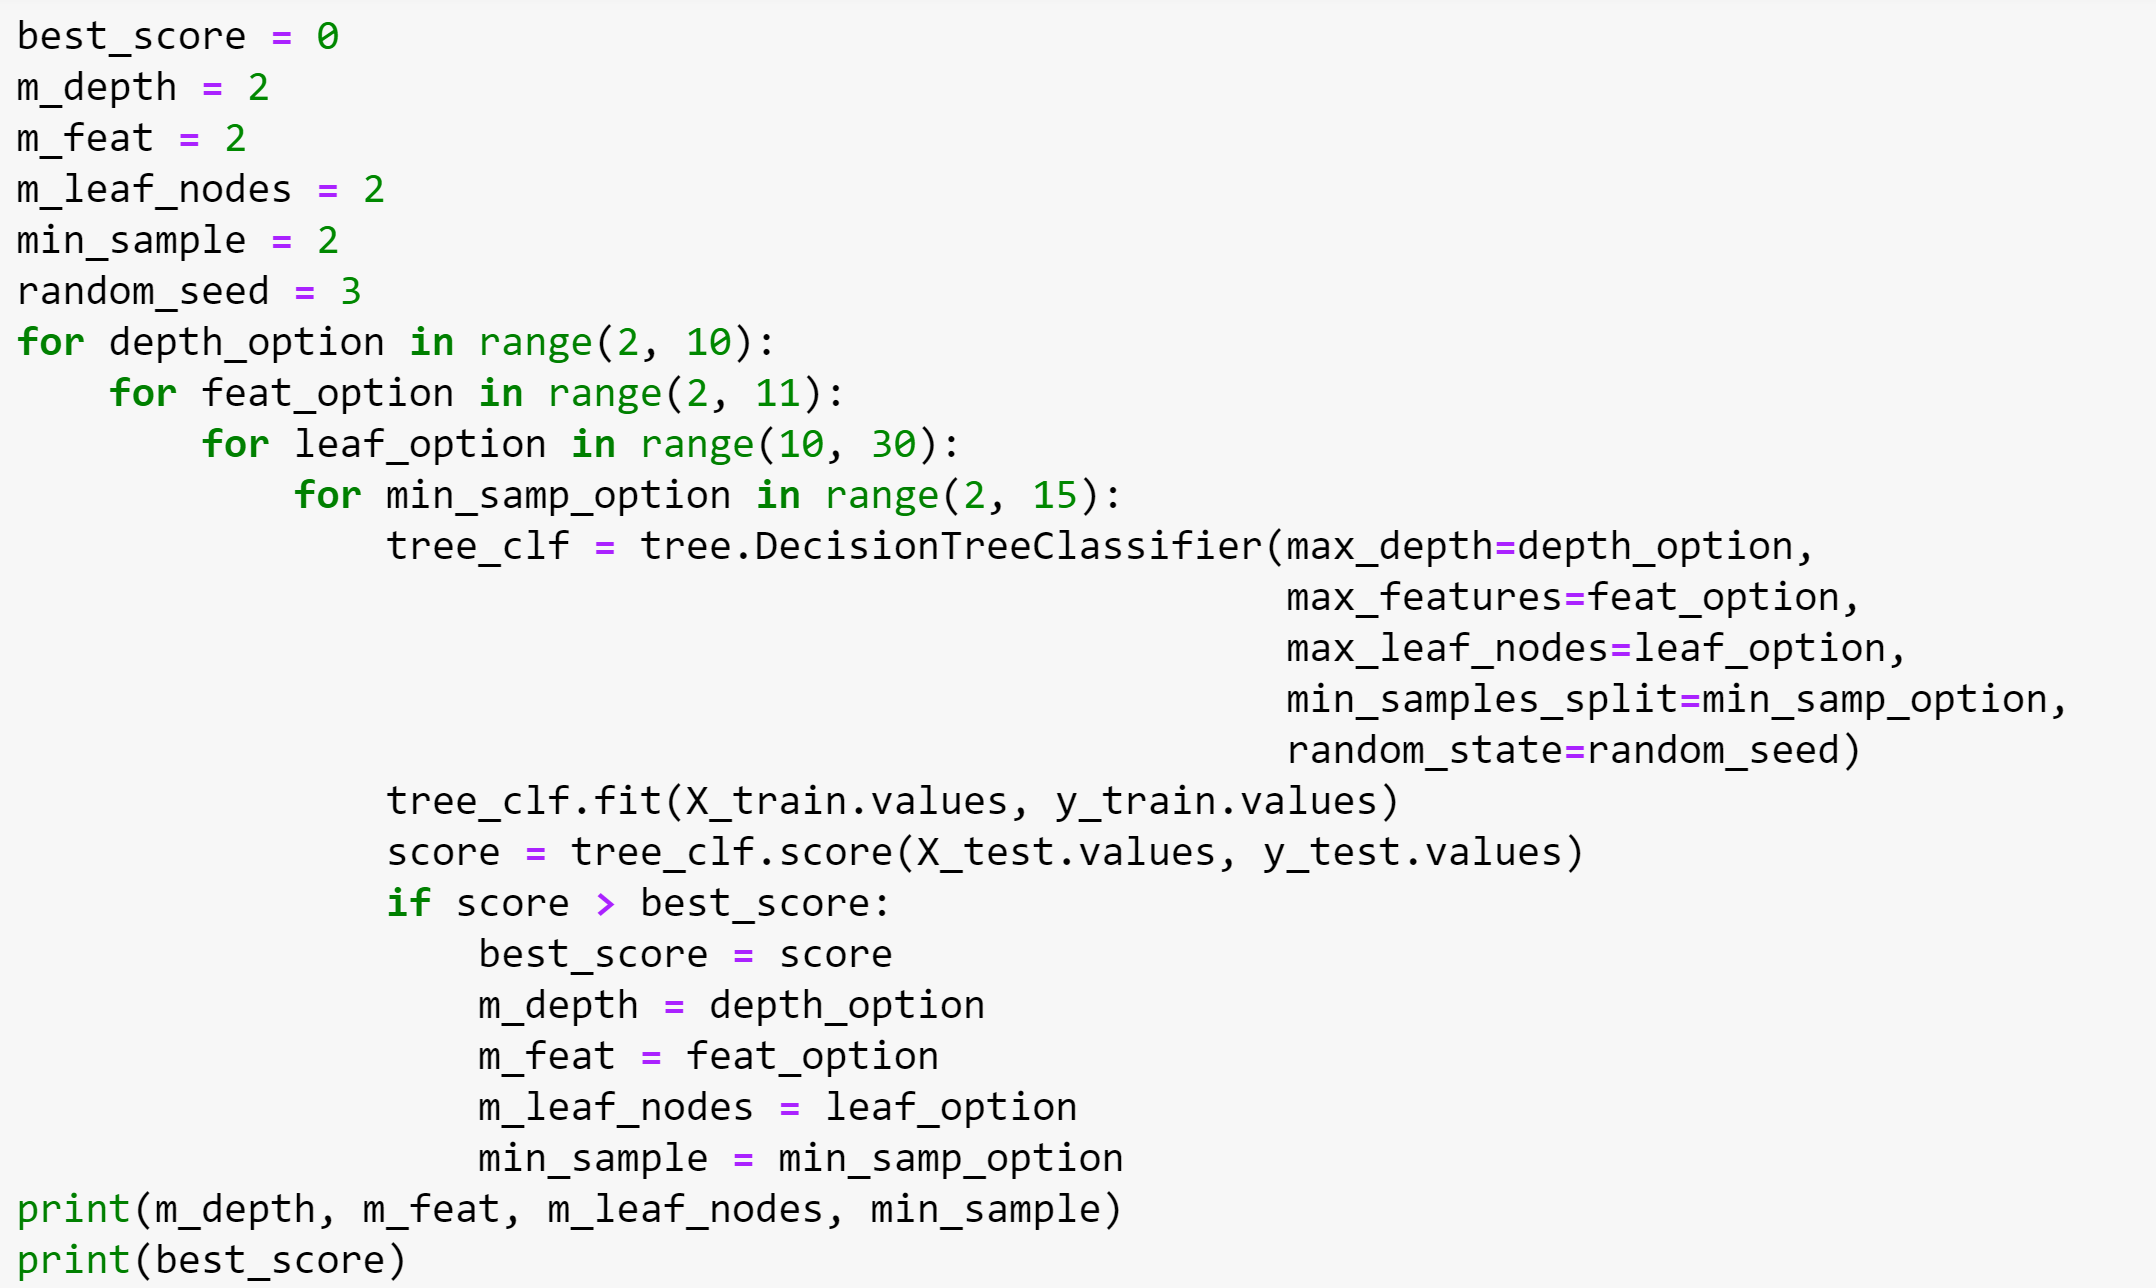 best_score = 0
m_depth = 2
m_feat = 2
m_leaf_nodes = 2
min_sample = 2
random_seed = 3
for depth_option in range(2, 10):
    for feat_option in range(2, 11):
        for leaf_option in range(10, 30):
            for min_samp_option in range(2, 15):
                tree_clf = tree.DecisionTreeClassifier(max_depth=depth_option,
                                                       max_features=feat_option,
                                                       max_leaf_nodes=leaf_option,
                                                       min_samples_split=min_samp_option,
                                                       random_state=random_seed)
                tree_clf.fit(X_train.values, y_train.values)
                score = tree_clf.score(X_test.values, y_test.values)
                if score > best_score:
                    best_score = score
                    m_depth = depth_option
                    m_feat = feat_option
                    m_leaf_nodes = leaf_option
                    min_sample = min_samp_option
print(m_depth, m_feat, m_leaf_nodes, min_sample)
print(best_score)